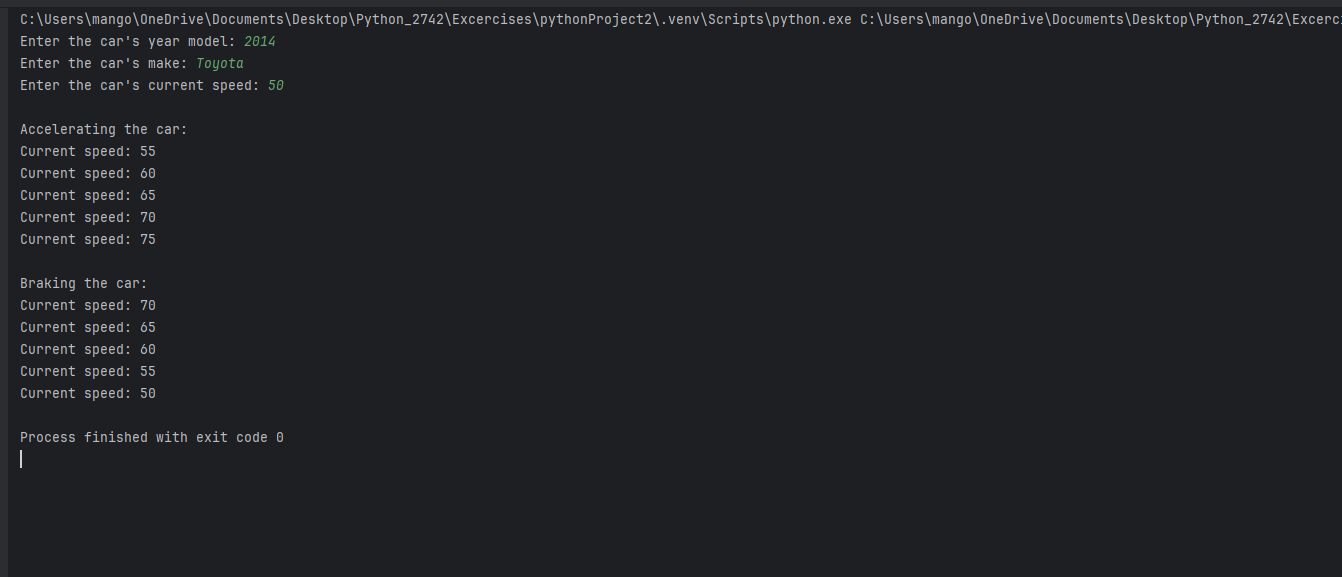 C:\Users\mango\OneDrive\Documents\Desktop\Python_2742\Excercises\pythonProject2\.venv\Scripts\python.exe C:\Users\mango\OneDrive\Documents\Desktop\Python_2742\Excerci
Enter the car's year model: 2014
Enter the car's make: Toyota
Enter the car's current speed: 50
Accelerating the car:
Current speed: 55
Current speed: 60
Current speed: 65
Current speed: 70
Current speed: 75
Braking the car:
Current speed: 70
Current speed: 65
Current speed: 60
Current speed: 55
Current speed: 50
Process finished with exit code 0